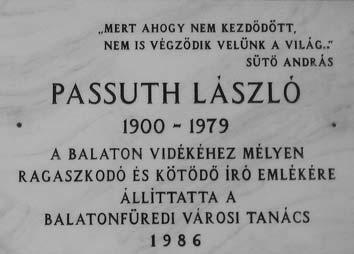 „MERT AHOGY NEM KEZDŐDÖTT,
NEM IS VÉGZŐDIK VELÜNK A VILÁG..."
SÜTŐ ANDRÁS
PASSUTH LÁSZLÓ
1900 - 1979
A BALATON VIDÉKÉHEZ MÉLYEN
RAGASZKODÓ ÉS KÖTŐDŐ ÍRÓ EMLÉKÉRE
ÁLLÍTTATTA A
BALATONFÜREDI VÁROSI TANÁCS
1986